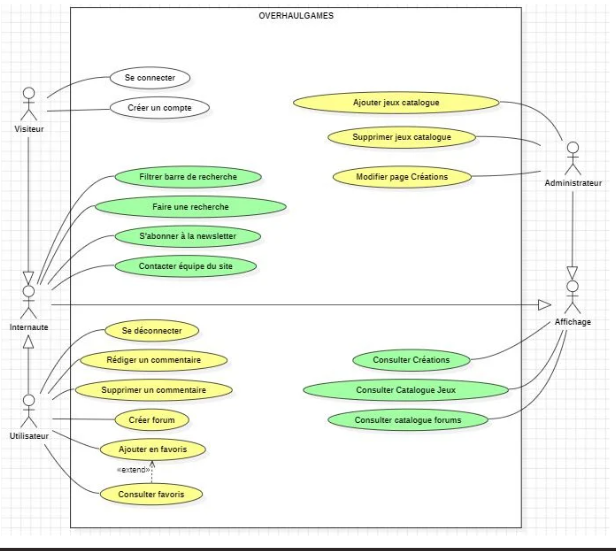 OVERHAULGAMES
Se connecter
Créer un compte
Visiteur
Ajouter jeux catalogue
Supprimer jeux catalogue
Modifier page Créations
Administrateur
Filtrer barre de recherche
Faire une recherche
S'abonner à la newsletter
Contacter équipe du site
Internaute
Affichage
Se déconnecter
Rédiger un commentaire
Supprimer un commentaire
Créer forum
Ajouter en favoris
«extend»
Consulter favoris
Utilisateur
Consulter Créations
Consulter Catalogue Jeux
Consulter catalogue forums